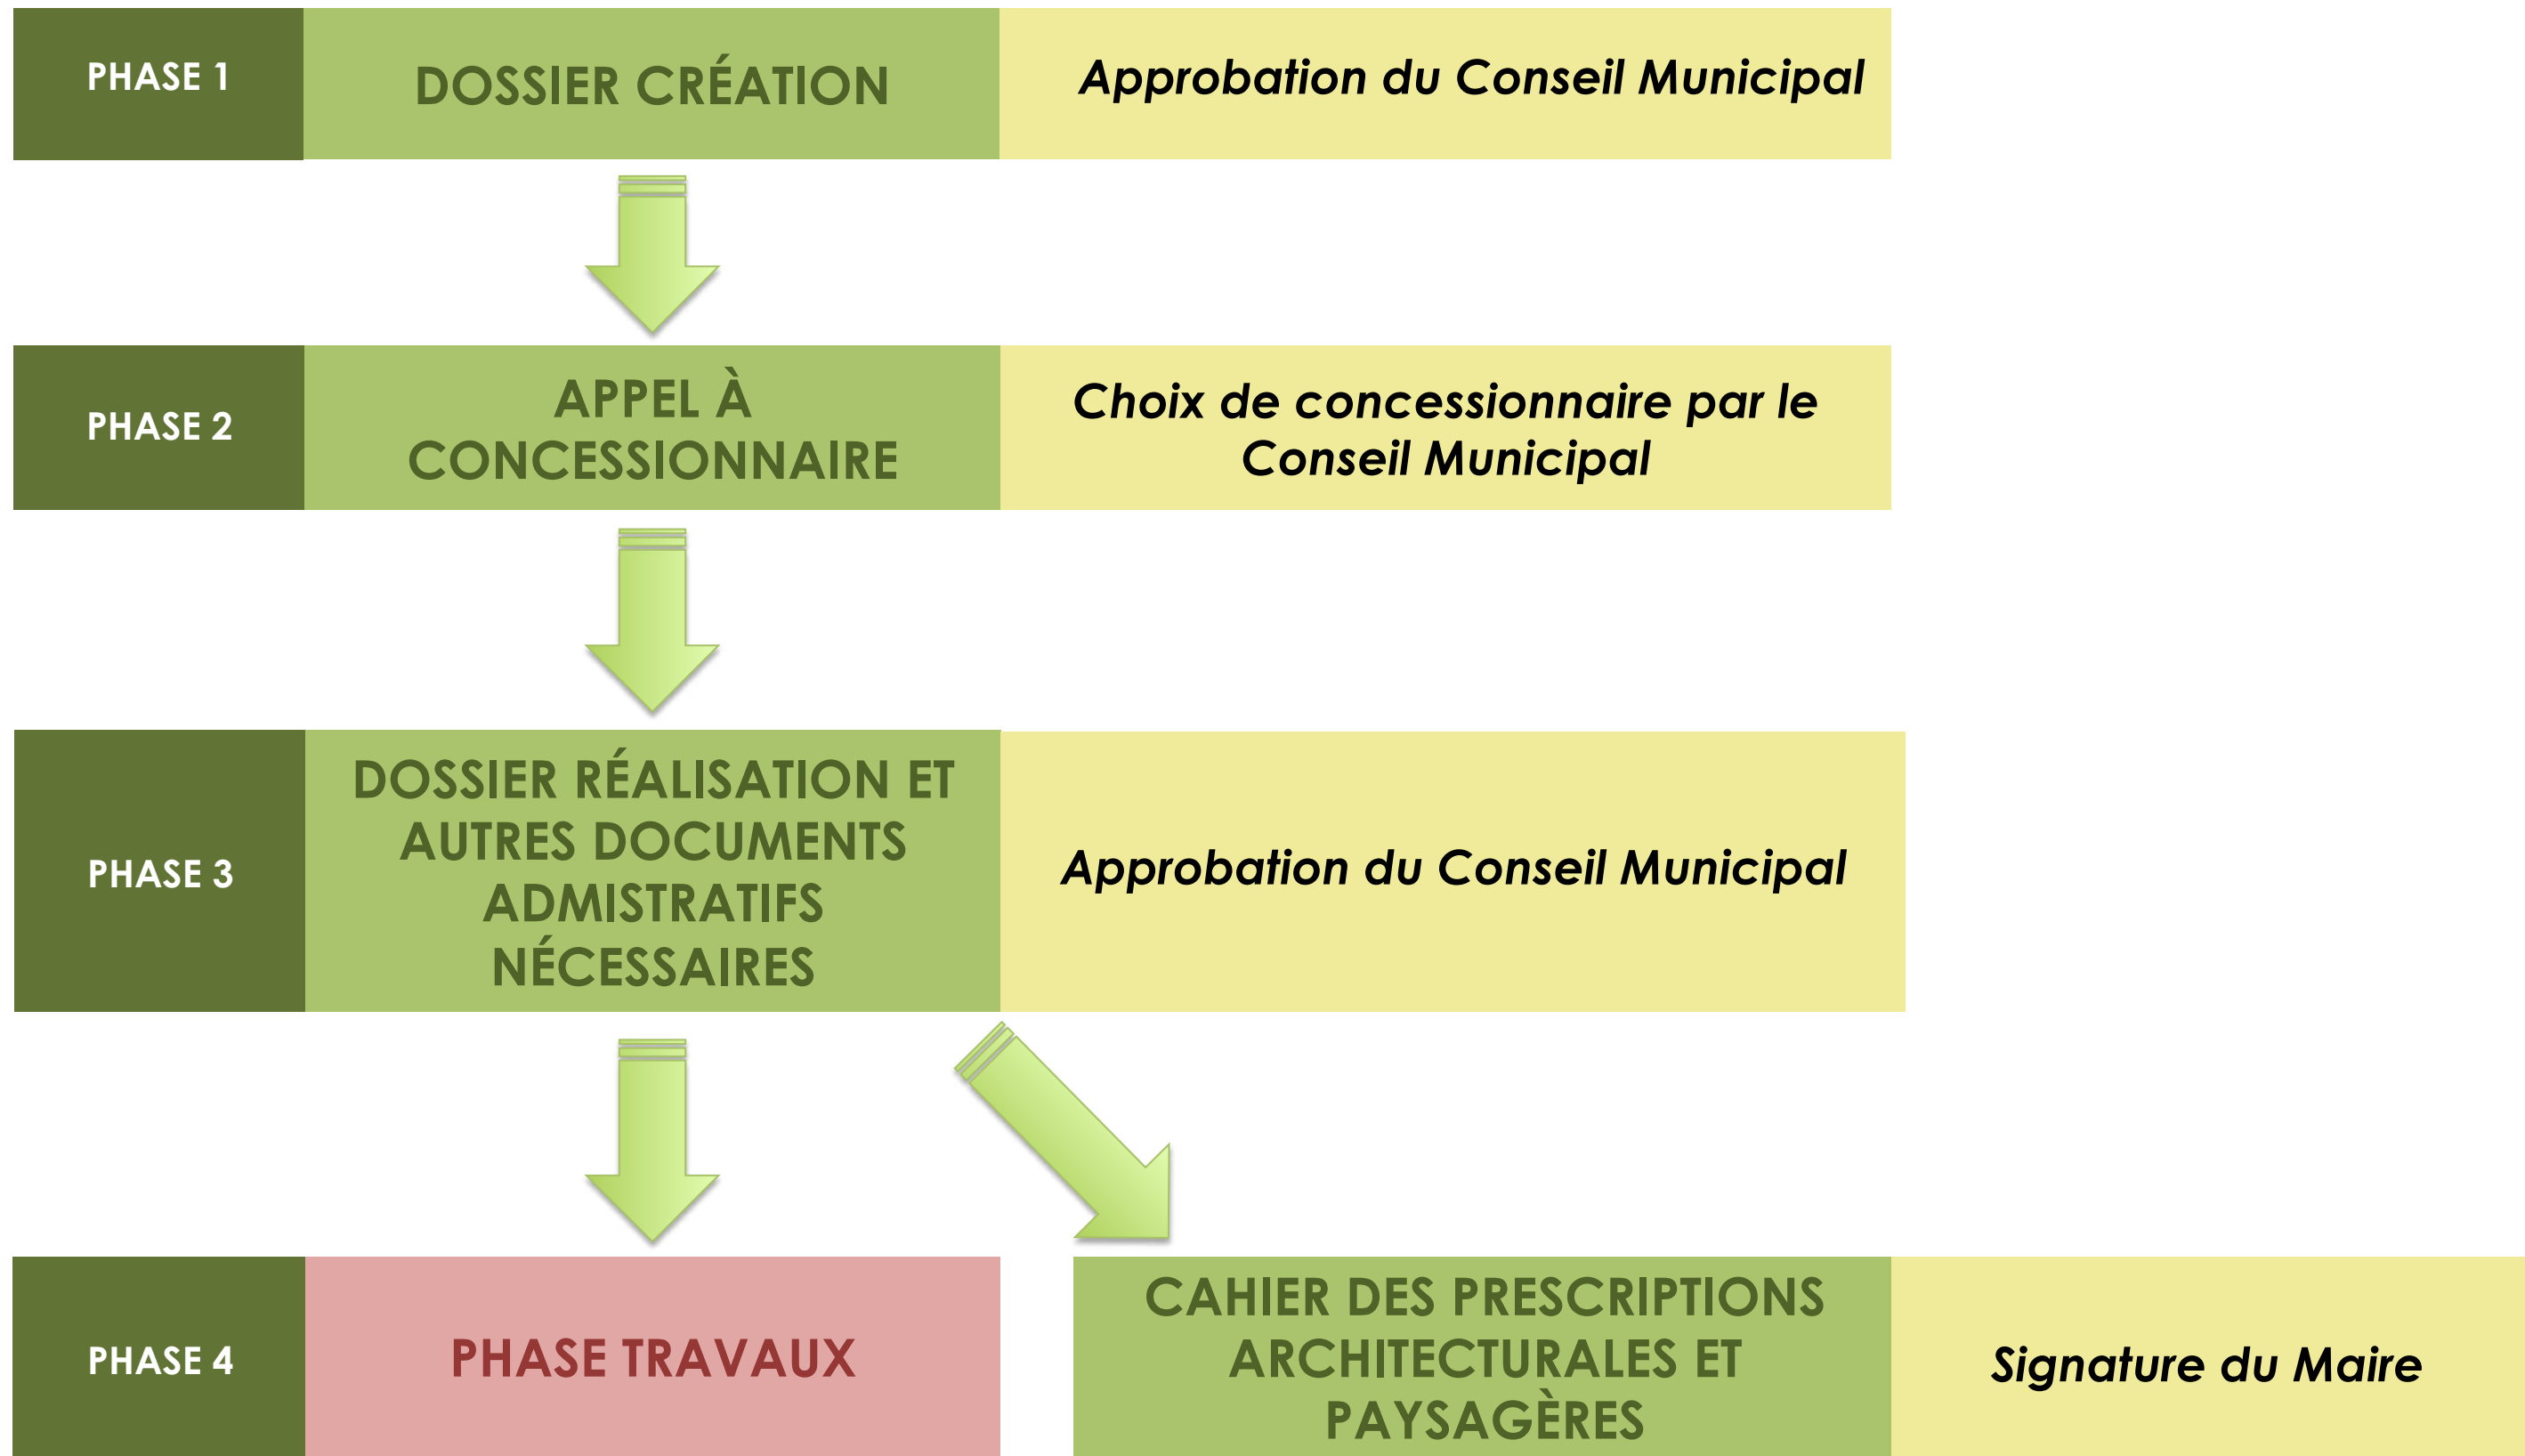 PHASE 1
DOSSIER CRÉATION
Approbation du Conseil Municipal
PHASE 2
APPEL À
CONCESSIONNAIRE
Choix de concessionnaire par le
Conseil Municipal
PHASE 3
DOSSIER RÉALISATION ET
AUTRES DOCUMENTS
ADMISTRATIFS
NÉCESSAIRES
Approbation du Conseil Municipal
PHASE 4
PHASE TRAVAUX
CAHIER DES PRESCRIPTIONS
ARCHITECTURALES ET
PAYSAGÈRES
Signature du Maire